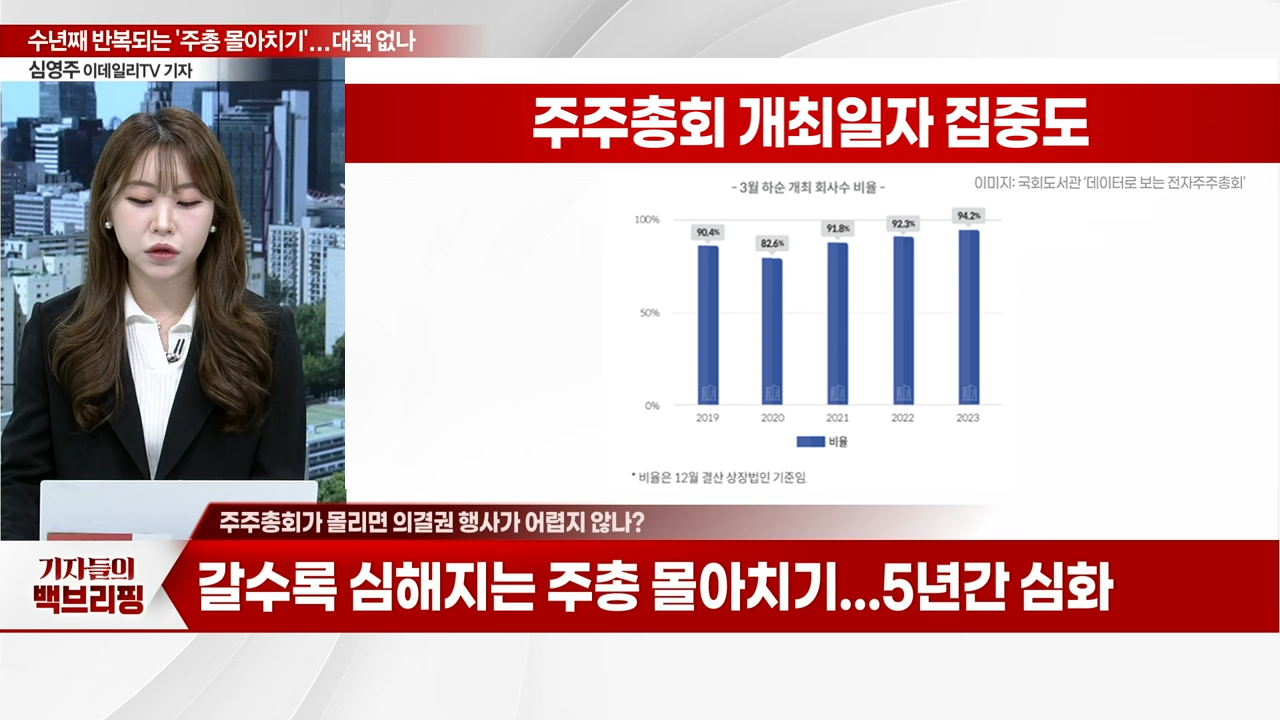 수년째 반복되는 '주총 몰아치기'...대책 없나
심영주 이데일리TV 기자
주주총회 개최일자 집중도
이미지: 국회도서관 '데이터로 보는 전자주주총회'
- 3월 하순 개최 회사수 비율 -
100%
50%
0%
90.4%
82.6%
91.8%
92.3%
94.2%
2019
2020
2021
2022
2023
비율
* 비율은 12월 결산 상장법인 기준임.
주주총회가 몰리면 의결권 행사가 어렵지 않나?
기자들의
백브리핑
갈수록 심해지는 주총 몰아치기...5년간 심화